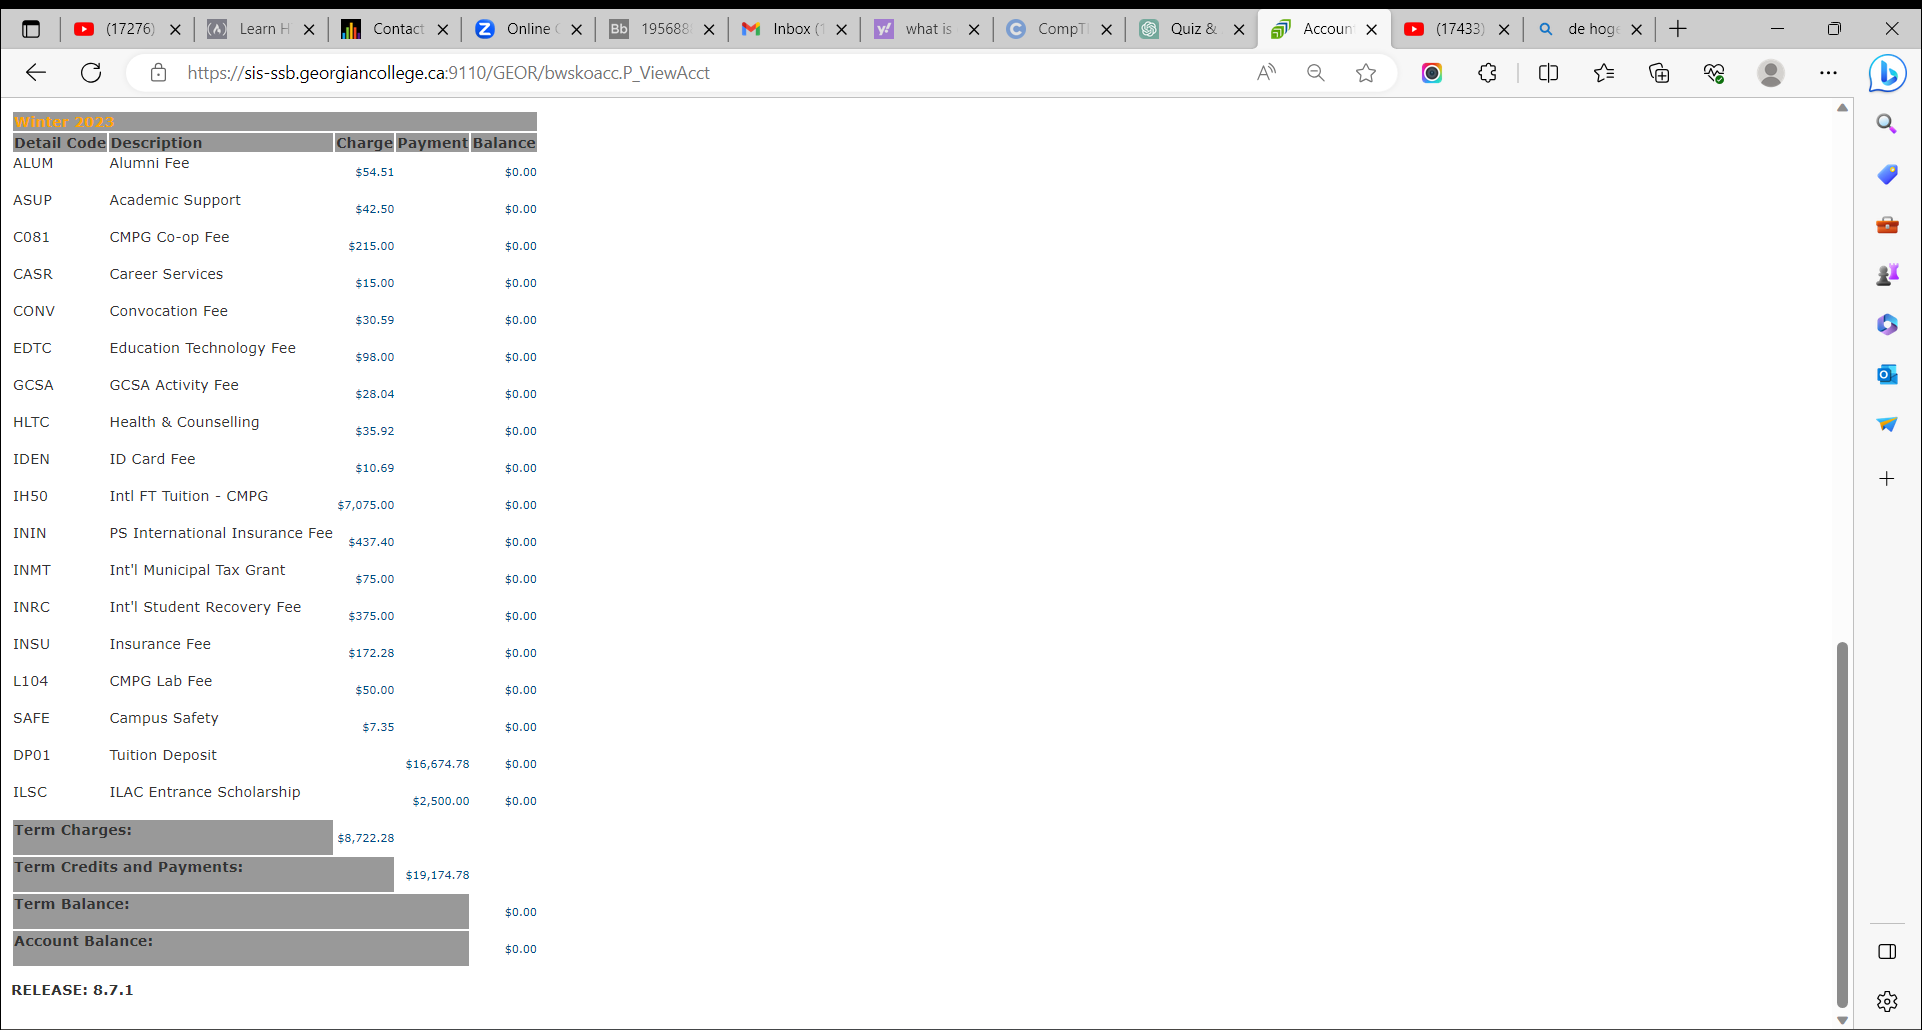 (17276)
Learn H
Contact
Online
Bb 195688
Inbox (1
what is
CompTI
Quiz &
Accoun
(17433)
de hoge
https://sis-ssb.georgiancollege.ca:9110/GEOR/bwskoacc.P_ViewAcct
Winter 2023
Detail Code Description Charge Payment Balance
ALUM Alumni Fee $54.51 $0.00
ASUP Academic Support $42.50 $0.00
C081 CMPG Co-op Fee $215.00 $0.00
CASR Career Services $15.00 $0.00
CONV Convocation Fee $30.59 $0.00
EDTC Education Technology Fee $98.00 $0.00
GCSA GCSA Activity Fee $28.04 $0.00
HLTC Health & Counselling $35.92 $0.00
IDEN ID Card Fee $10.69 $0.00
IH50 Intl FT Tuition - CMPG $7,075.00 $0.00
ININ PS International Insurance Fee $437.40 $0.00
INMT Int'l Municipal Tax Grant $75.00 $0.00
INRC Int'l Student Recovery Fee $375.00 $0.00
INSU Insurance Fee $172.28 $0.00
L104 CMPG Lab Fee $50.00 $0.00
SAFE Campus Safety $7.35 $0.00
DP01 Tuition Deposit $16,674.78 $0.00
ILSC ILAC Entrance Scholarship $2,500.00 $0.00
Term Charges: $8,722.28
Term Credits and Payments: $19,174.78
Term Balance: $0.00
Account Balance: $0.00
RELEASE: 8.7.1